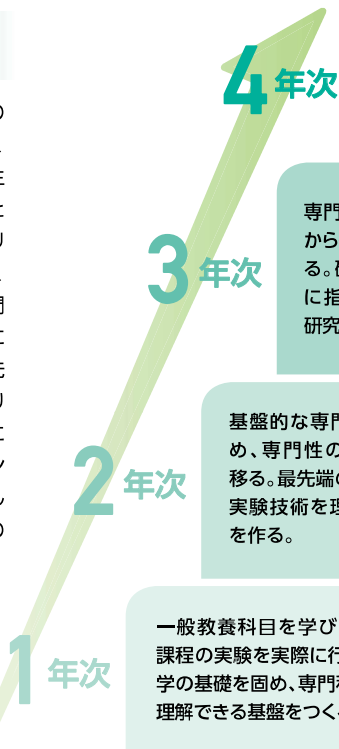 4年次
専門
から
る。研
に指
研究
3年次
基盤的な専門
め、専門性の
移る。最先端の
実験技術を理
を作る。
2年次
一般教養科目を学び
課程の実験を実際に行
学の基礎を固め、専門科
理解できる基盤をつく
1年次